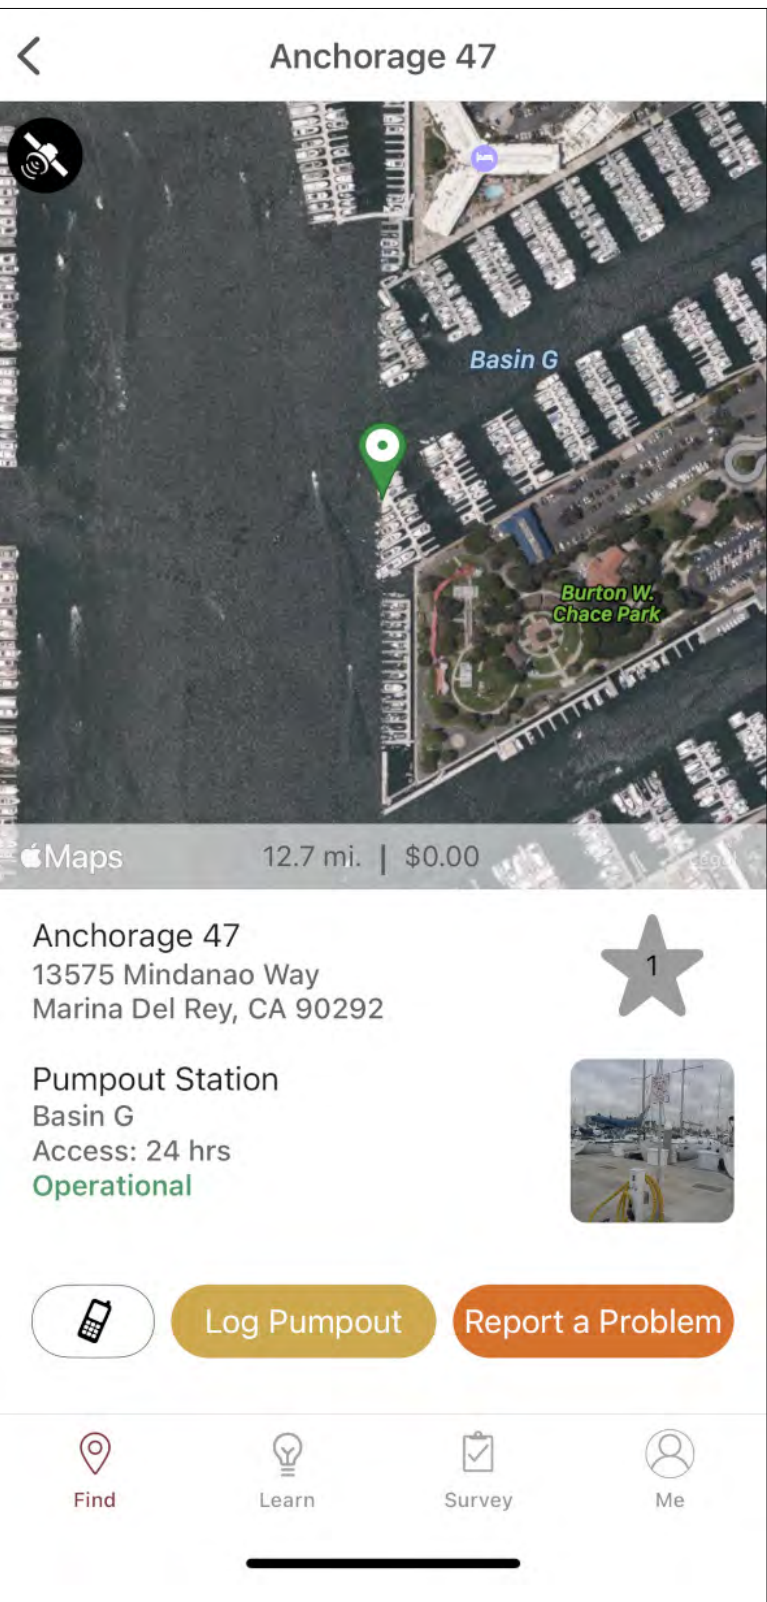 Anchorage 47
Basin G
Burton W.
Chace Park
Maps
12.7 mi. | $0.00
Legal
Anchorage 47
1
13575 Mindanao Way
Marina Del Rey, CA 90292
Pumpout Station
Basin G
Access: 24 hrs
Operational
Log Pumpout
Report a Problem
Find
Learn
Survey
Me